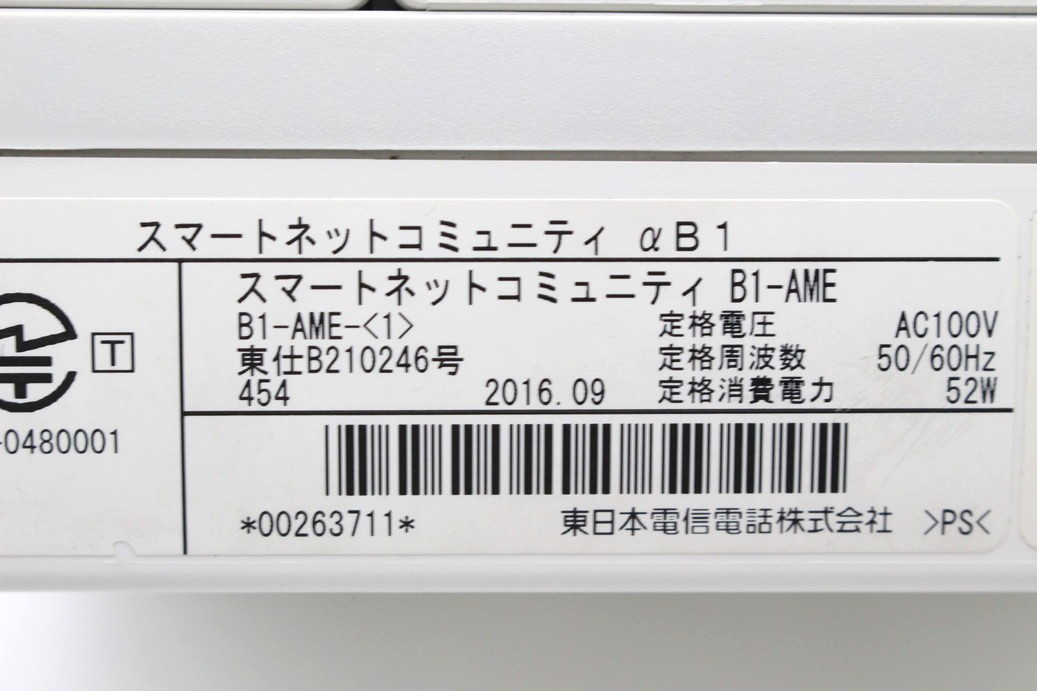 スマートネットコミュニティ αB1
スマートネットコミュニティ B1-AME
B1-AME-<1> 定格電圧 AC100V
東仕B210246号 定格周波数 50/60Hz
454 2016.09 定格消費電力 52W
T
-0480001
*00263711* 東日本電信電話株式会社 >PS<